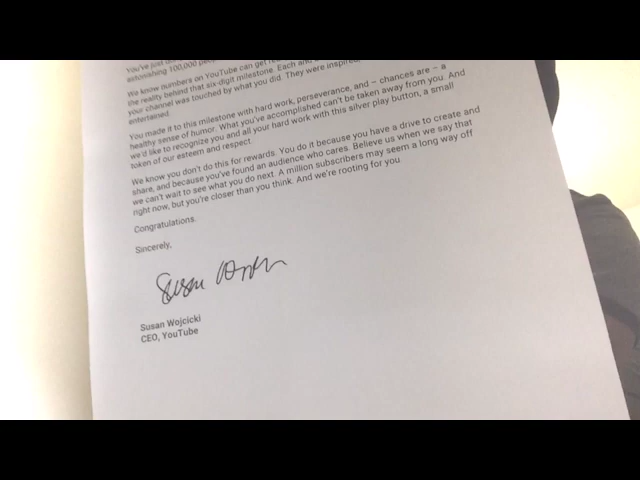 You've just
astonishing 100,000
We know numbers on YouTube can get
the reality behind that six-digit milestone. Each and
your channel was touched by what you did. They were inspired,
entertained.
You made it to this milestone with hard work, perseverance, and – chances are – a
healthy sense of humor. What you've accomplished can't be taken away from you. And
we'd like to recognize you and all your hard work with this silver play button, a small
token of our esteem and respect.
We know you don't do this for rewards. You do it because you have a drive to create and
share, and because you've found an audience who cares. Believe us when we say that
we can't wait to see what you do next. A million subscribers may seem a long way off
right now, but you're closer than you think. And we're rooting for you
Congratulations.
Sincerely,
Susan Wojcicki
CEO, YouTube